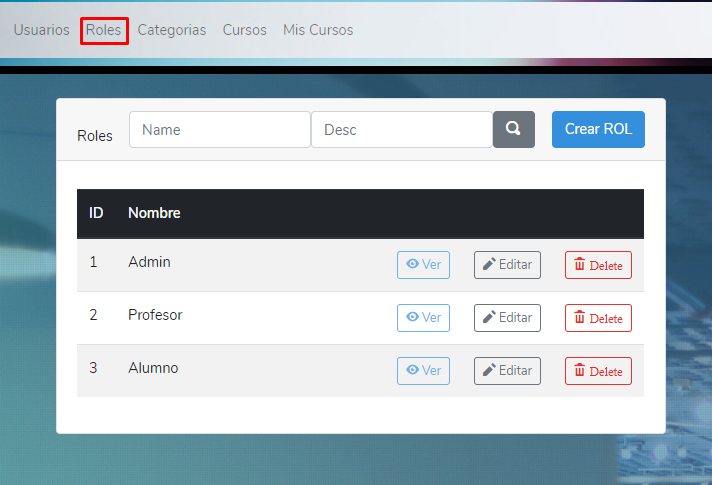 Usuarios Roles Categorias Cursos Mis Cursos
Roles Name Desc Crear ROL
ID Nombre
1 Admin Ver Editar Delete
2 Profesor Ver Editar Delete
3 Alumno Ver Editar Delete